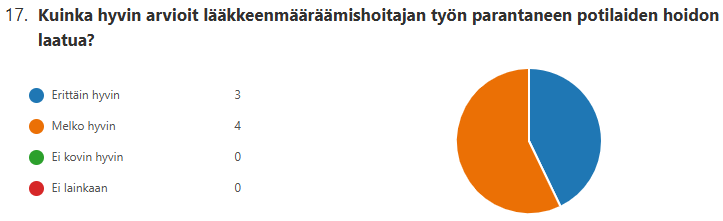 17. Kuinka hyvin arvioit lääkkeenmääräämishoitajan työn parantaneen potilaiden hoidon
laatua?
Erittäin hyvin 3
Melko hyvin 4
Ei kovin hyvin 0
Ei lainkaan 0